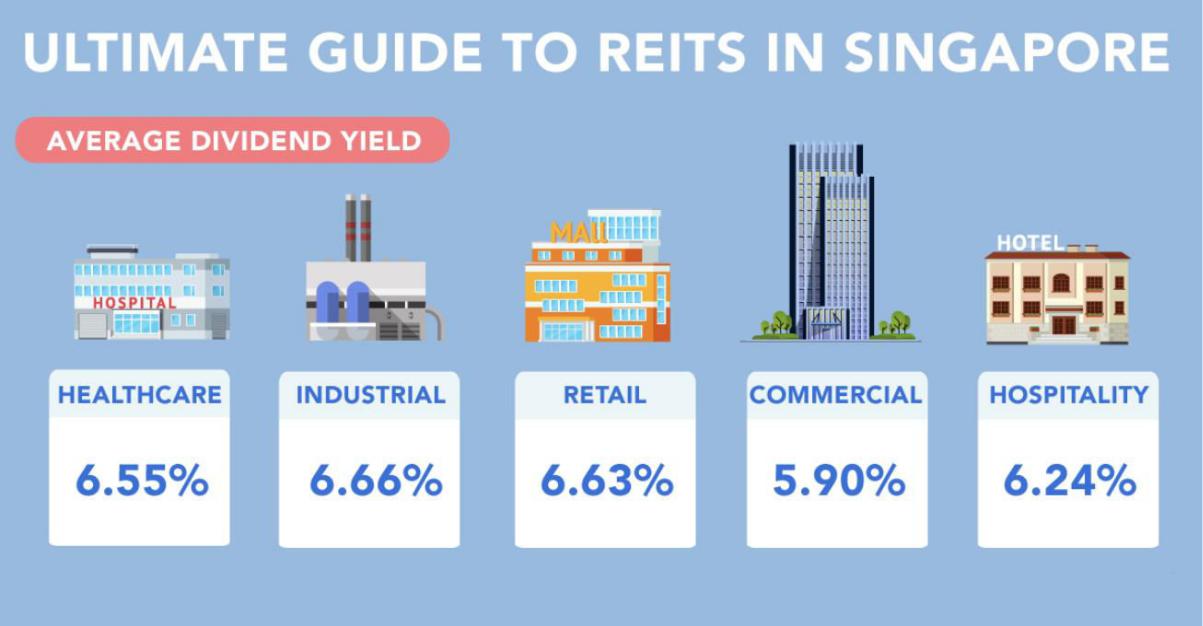 ULTIMATE GUIDE TO REITS IN SINGAPORE
AVERAGE DIVIDEND YIELD
HOSPITAL
MAll
HOTEL
HEALTHCARE
6.55%
INDUSTRIAL
6.66%
RETAIL
6.63%
COMMERCIAL
5.90%
HOSPITALITY
6.24%